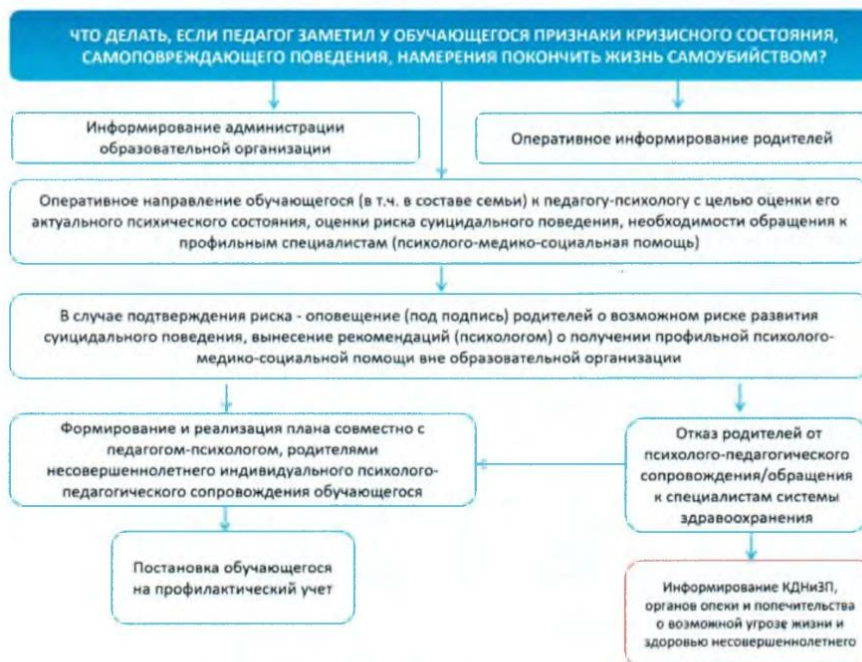 ЧТО ДЕЛАТЬ, ЕСЛИ ПЕДАГОГ ЗАМЕТИЛ У ОБУЧАЮЩЕГОСЯ ПРИЗНАКИ КРИЗИСНОГО СОСТОЯНИЯ,
САМОПОВРЕЖДАЮЩЕГО ПОВЕДЕНИЯ, НАМЕРЕНИЯ ПОКОНЧИТЬ ЖИЗНЬ САМОУБИЙСТВОМ?
Информирование администрации
образовательной организации
Оперативное информирование родителей
Оперативное направление обучающегося (в т.ч. в составе семьи) к педагогу-психологу с целью оценки его
актуального психического состояния, оценки риска суицидального поведения, необходимости обращения к
профильным специалистам (психолого-медико-социальная помощь)
В случае подтверждения риска - оповещение (под подпись) родителей о возможном риске развития
суицидального поведения, вынесение рекомендаций (психологом) о получении профильной психолого-
медико-социальной помощи вне образовательной организации
Формирование и реализация плана совместно с
педагогом-психологом, родителями
несовершеннолетнего индивидуального психолого-
педагогического сопровождения обучающегося
Отказ родителей от
психолого-педагогического
сопровождения/обращения
к специалистам системы
здравоохранения
Постановка обучающегося
на профилактический учет
Информирование КДНиЗП,
органов опеки и попечительства
о возможной угрозе жизни и
здоровью несовершеннолетнего